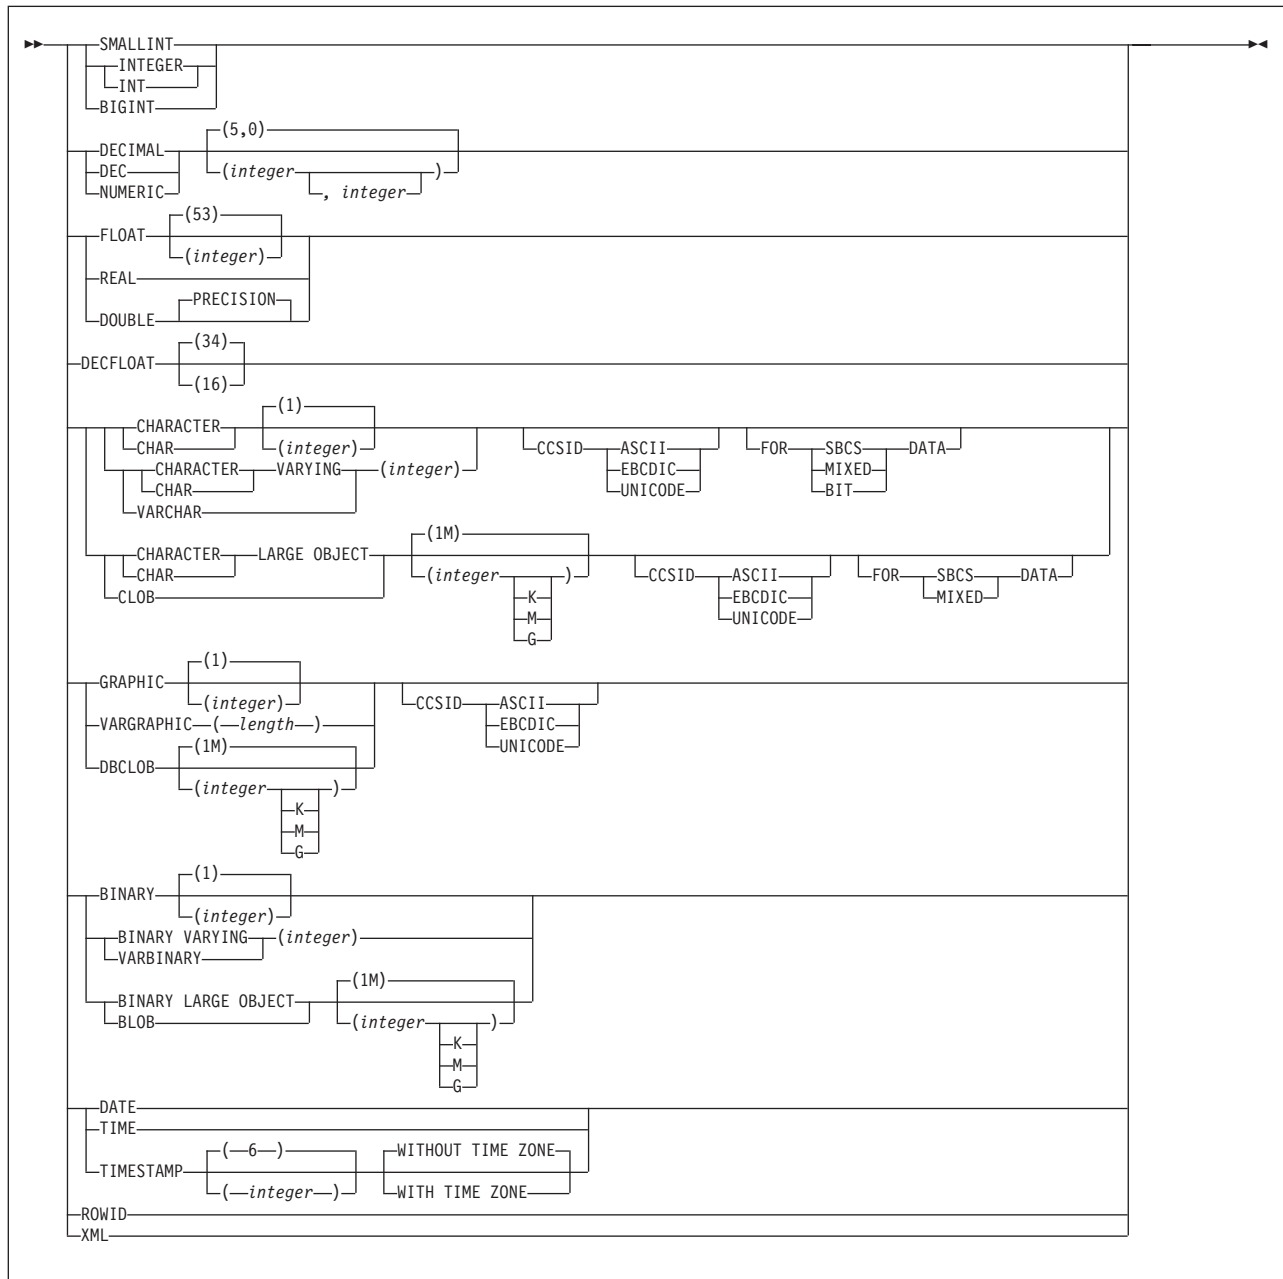 SMALLINT
INTEGER
INT
BIGINT
(5,0)
DECIMAL
DEC (integer )
NUMERIC , integer
(53)
FLOAT
(integer)
REAL
PRECISION
DOUBLE
(34)
DECFLOAT
(16)
(1)
CHARACTER
CHAR (integer) CCSID ASCII FOR SBCS DATA
CHARACTER VARYING (integer) EBCDIC MIXED
CHAR UNICODE BIT
VARCHAR
(1M)
CHARACTER LARGE OBJECT
CHAR (integer ) CCSID ASCII FOR SBCS DATA
CLOB K EBCDIC MIXED
M UNICODE
G
(1)
GRAPHIC
(integer) CCSID ASCII
VARGRAPHIC ( length ) EBCDIC
(1M) UNICODE
DBCLOB
(integer )
K
M
G
(1)
BINARY
(integer)
BINARY VARYING (integer)
VARBINARY
(1M)
BINARY LARGE OBJECT
BLOB (integer )
K
M
G
DATE
TIME
( 6 ) WITHOUT TIME ZONE
TIMESTAMP
( integer ) WITH TIME ZONE
ROWID
XML